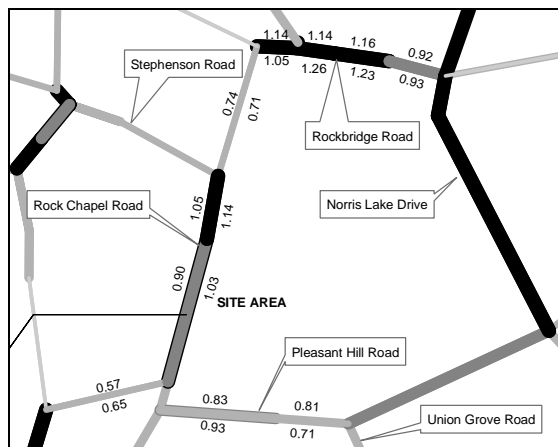 1.14 1.14 1.16 0.92
1.05 1.26 1.23 0.93
Stephenson Road
0.74 0.71
Rockbridge Road
Rock Chapel Road
1.05 1.14
Norris Lake Drive
0.90 1.03
SITE AREA
Pleasant Hill Road
0.57
0.65
0.83 0.81
0.93 0.71
Union Grove Road